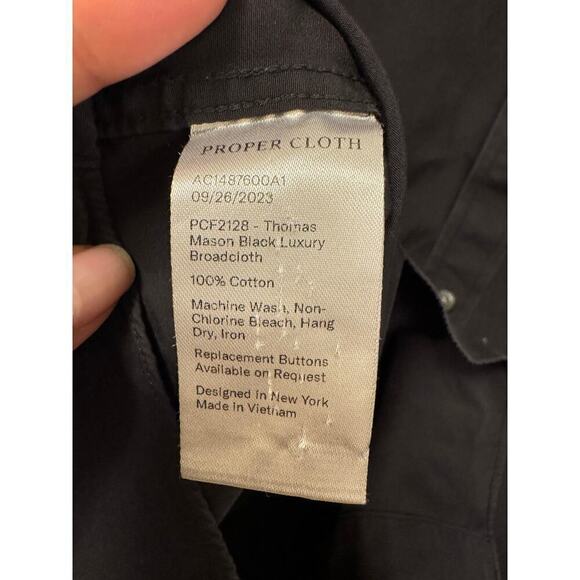 PROPER CLOTH
AC1487600A1
09/26/2023
PCF2128 - Thomas
Mason Black Luxury
Broadcloth
100% Cotton
Machine Wash, Non-
Chlorine Bleach, Hang
Dry, Iron
Replacement Buttons
Available on Request
Designed in New York
Made in Vietnam